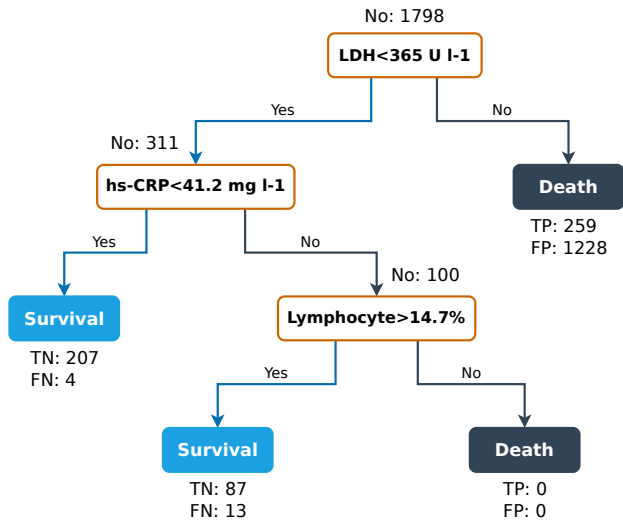 No: 1798
LDH<365 U l-1
Yes
No
No: 311
hs-CRP<41.2 mg l-1
Death
TP: 259
FP: 1228
Yes
No
No: 100
Survival
Lymphocyte>14.7%
TN: 207
FN: 4
Yes
No
Survival
Death
TN: 87
FN: 13
TP: 0
FP: 0